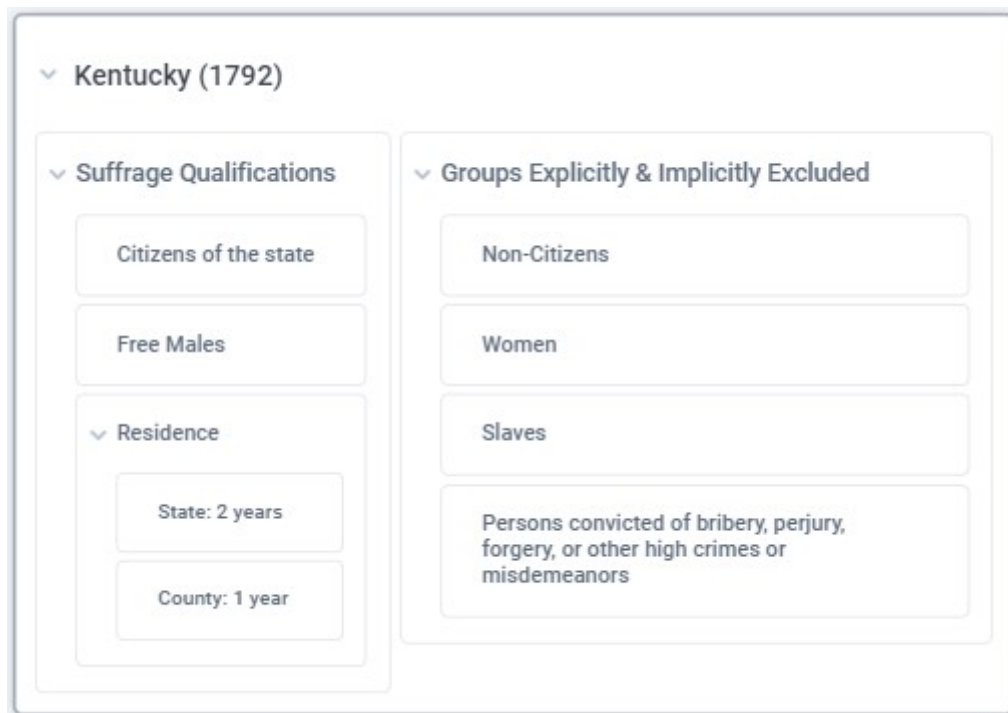 Kentucky (1792)
Suffrage Qualifications
Citizens of the state
Free Males
Residence
State: 2 years
County: 1 year
Groups Explicitly & Implicitly Excluded
Non-Citizens
Women
Slaves
Persons convicted of bribery, perjury,
forgery, or other high crimes or
misdemeanors